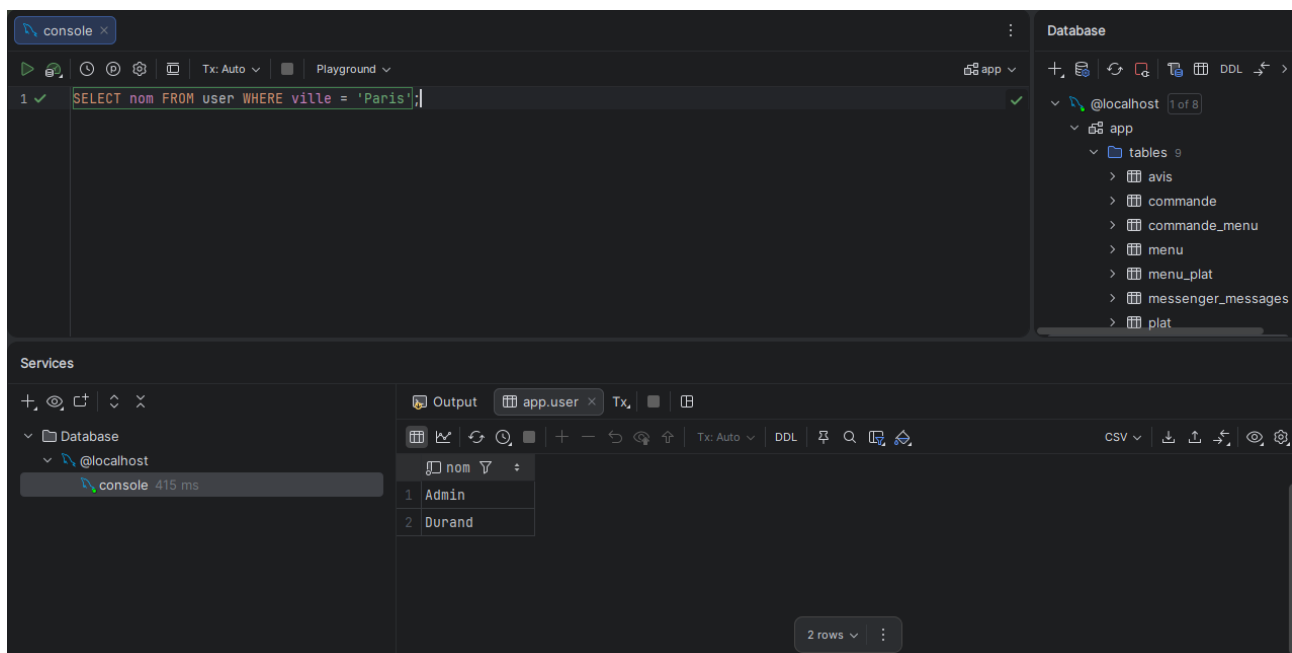 console
Database
Tx: Auto
Playground
app
DDL
1 SELECT nom FROM user WHERE ville = 'Paris';
@localhost 1 of 8
app
tables 9
avis
commande
commande_menu
menu
menu_plat
messenger_messages
plat
Services
Output
app.user
Tx
Database
@localhost
console 415 ms
Tx: Auto
DDL
CSV
nom
1 Admin
2 Durand
2 rows